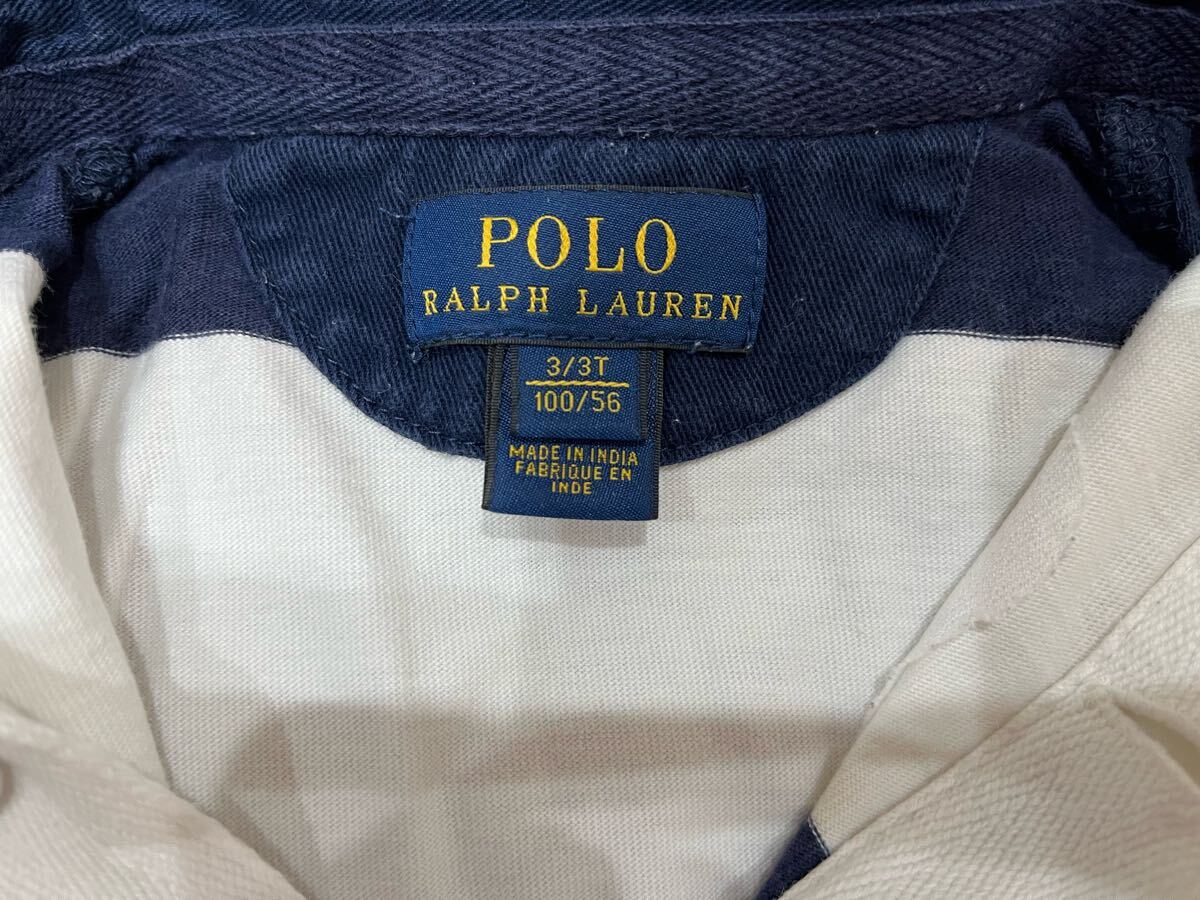 POLO
RALPH LAUREN
3/3T
100/56
MADE IN INDIA
FABRIQUE EN
INDE